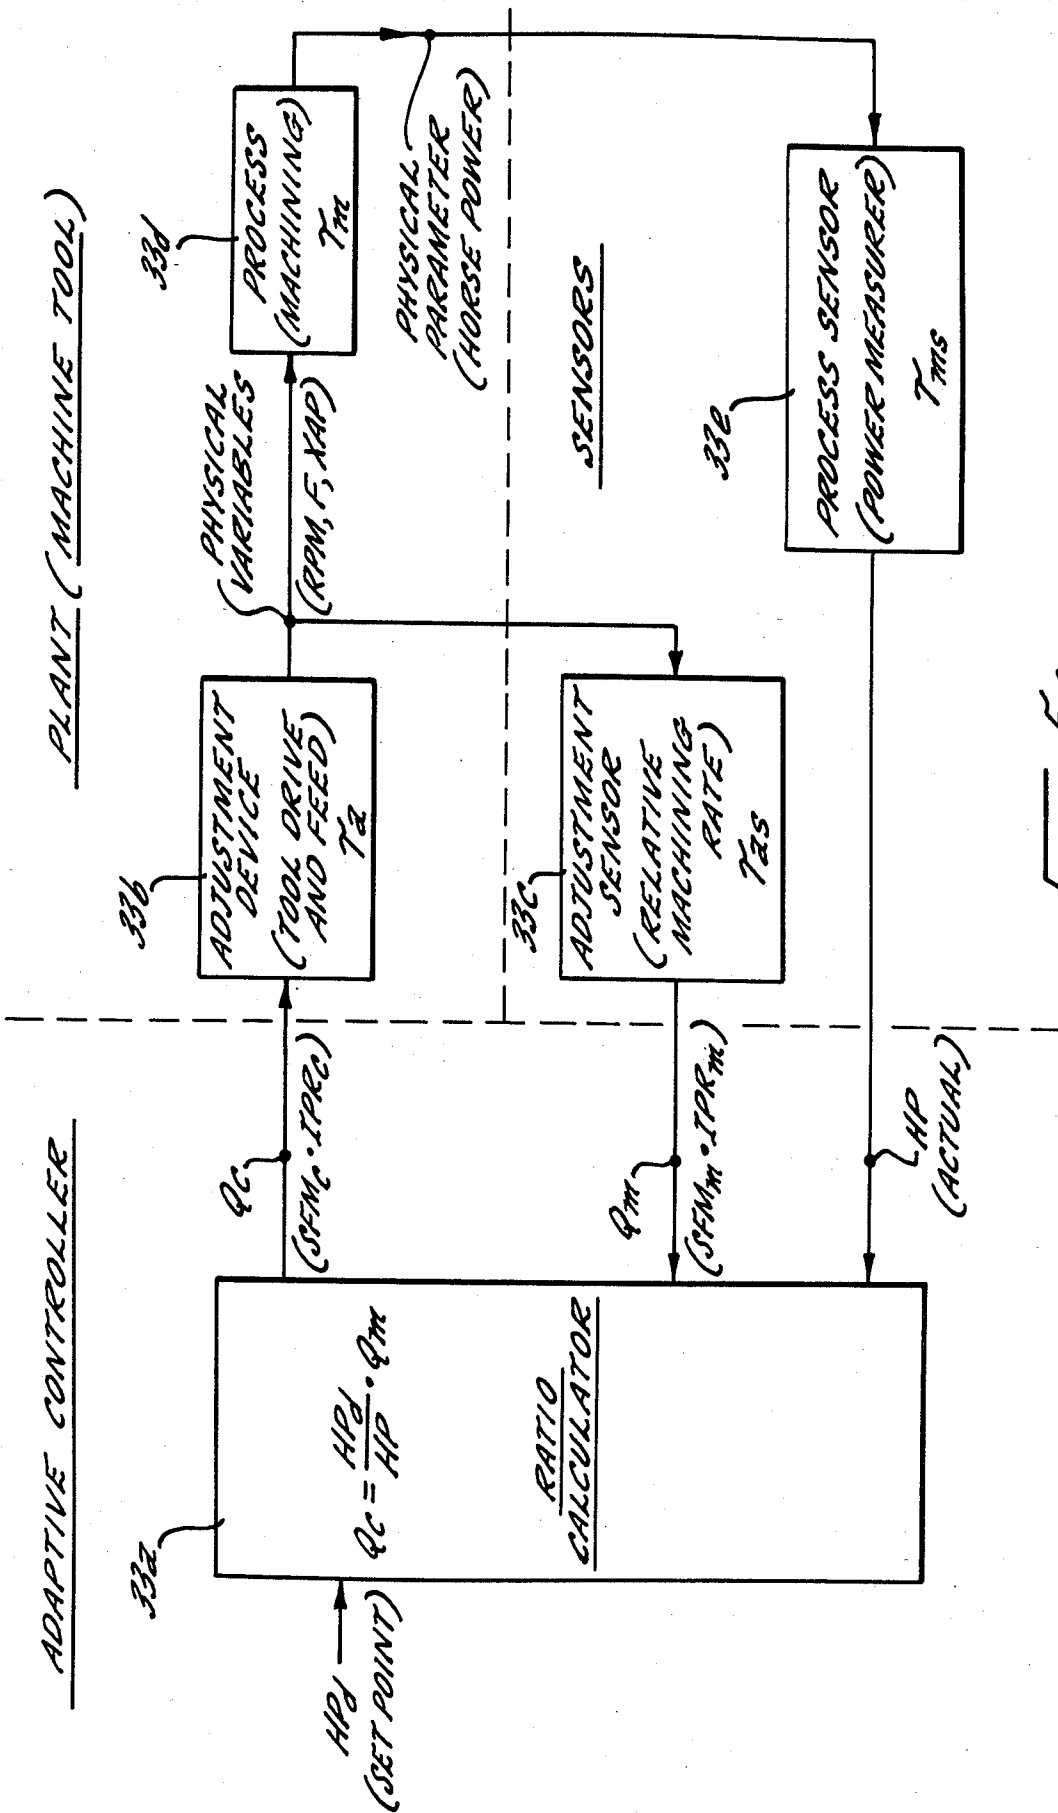 ADAPTIVE CONTROLLER
PLANT (MACHINE TOOL)
33a
HPd
(SET POINT)
Qc = HPd/HP · Qm
RATIO
CALCULATOR
Qc
(SFMc · IPRc)
33b
ADJUSTMENT
DEVICE
(TOOL DRIVE
AND FEED)
Ta
PHYSICAL
VARIABLES
(RPM, F, XAP)
33d
PROCESS
(MACHINING)
Tm
PHYSICAL
PARAMETER
(HORSE POWER)
SENSORS
Qm
(SFMm · IPRm)
33c
ADJUSTMENT
SENSOR
(RELATIVE
MACHINING
RATE)
Tas
HP
(ACTUAL)
33e
PROCESS SENSOR
(POWER MEASURER)
Tms